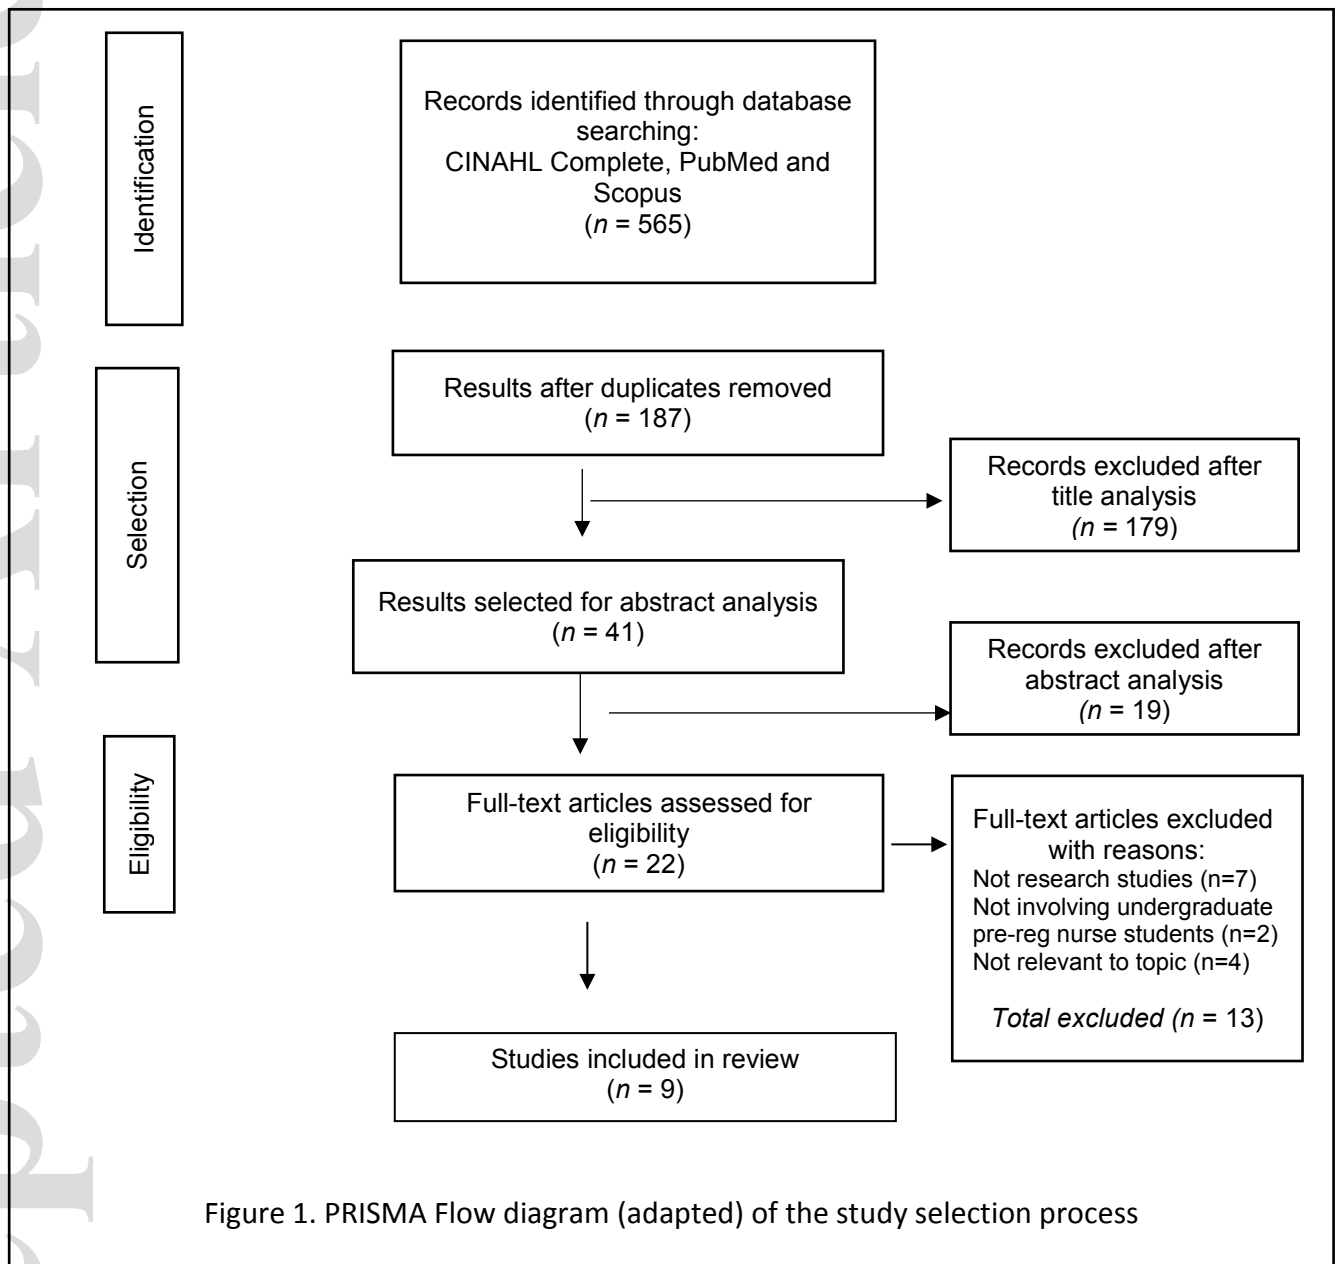 Identification
Records identified through database
searching:
CINAHL Complete, PubMed and
Scopus
(n = 565)
Selection
Results after duplicates removed
(n = 187)
Records excluded after
title analysis
(n = 179)
Results selected for abstract analysis
(n = 41)
Records excluded after
abstract analysis
(n = 19)
Eligibility
Full-text articles assessed for
eligibility
(n = 22)
Full-text articles excluded
with reasons:
Not research studies (n=7)
Not involving undergraduate
pre-reg nurse students (n=2)
Not relevant to topic (n=4)
Total excluded (n = 13)
Studies included in review
(n = 9)
Figure 1. PRISMA Flow diagram (adapted) of the study selection process